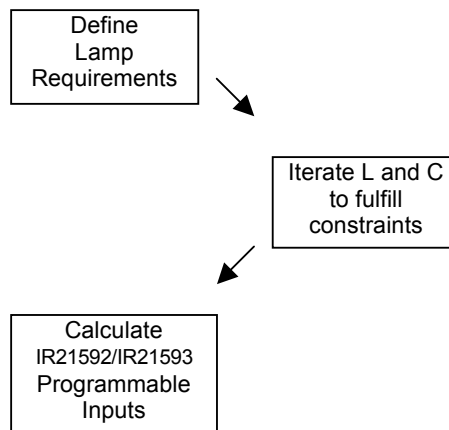 Define
Lamp
Requirements
Iterate L and C
to fulfill
constraints
Calculate
IR21592/IR21593
Programmable
Inputs